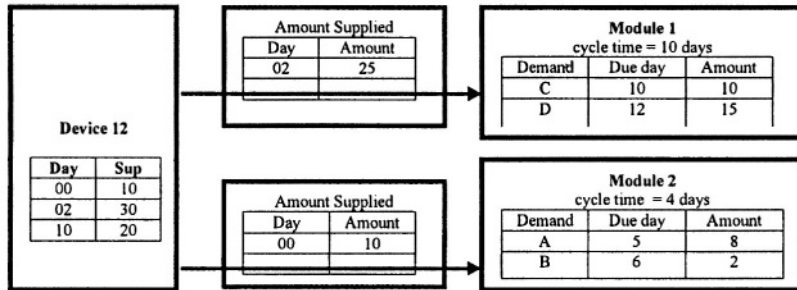 Device 12
Day Sup
00 10
02 30
10 20
Amount Supplied
Day Amount
02 25
Amount Supplied
Day Amount
00 10
Module 1
cycle time = 10 days
Demand Due day Amount
C 10 10
D 12 15
Module 2
cycle time = 4 days
Demand Due day Amount
A 5 8
B 6 2